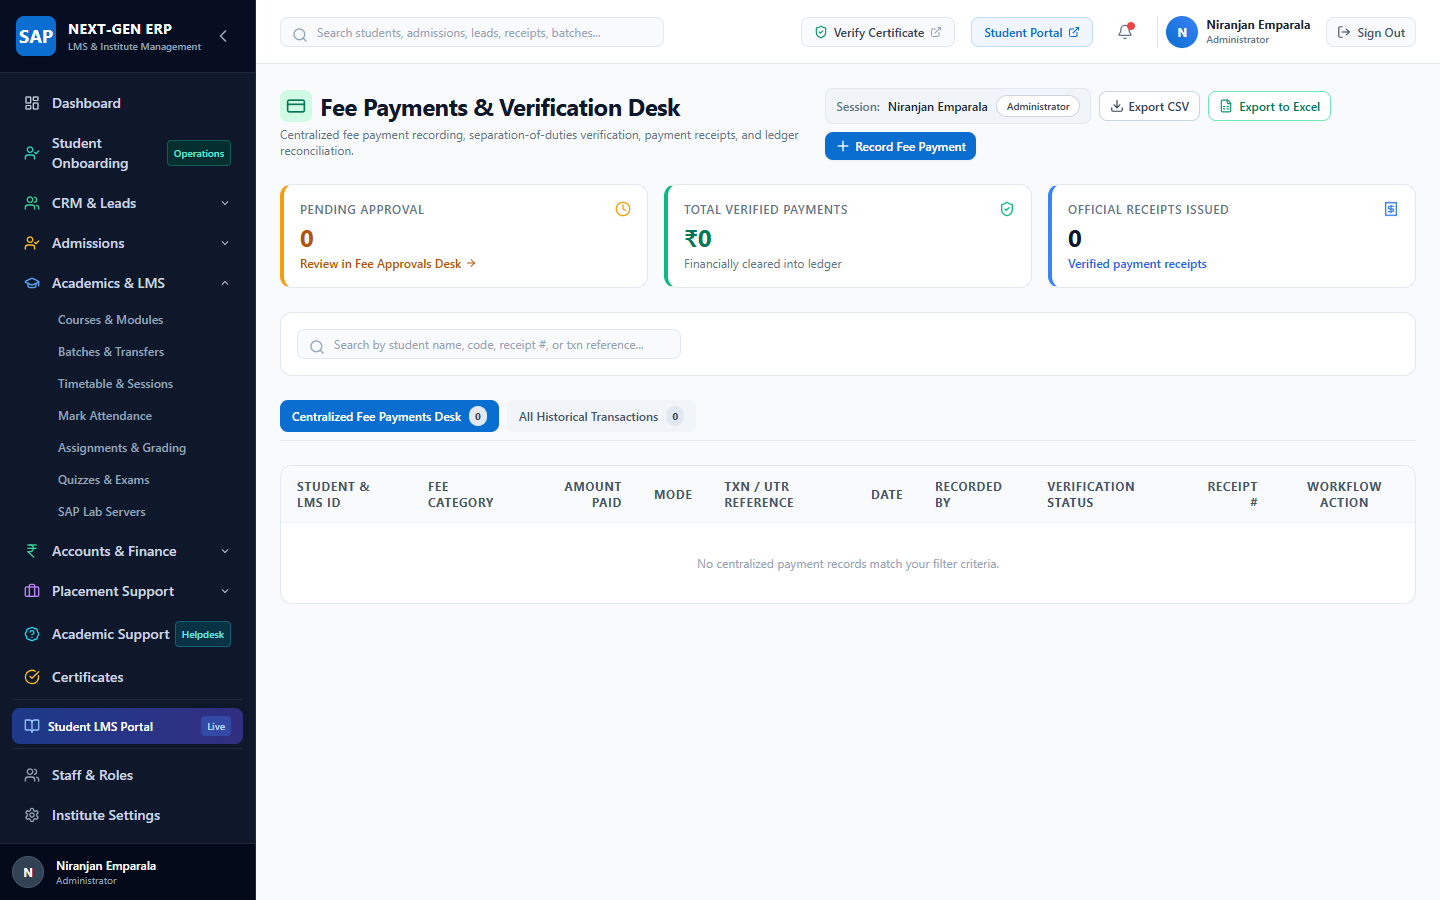 SAP
NEXT-GEN ERP
LMS & Institute Management
Dashboard
Student Onboarding
Operations
CRM & Leads
Admissions
Academics & LMS
Courses & Modules
Batches & Transfers
Timetable & Sessions
Mark Attendance
Assignments & Grading
Quizzes & Exams
SAP Lab Servers
Accounts & Finance
Placement Support
Academic Support
Helpdesk
Certificates
Student LMS Portal
Live
Staff & Roles
Institute Settings
N
Niranjan Emparala
Administrator
Search students, admissions, leads, receipts, batches...
Verify Certificate
Student Portal
N
Niranjan Emparala
Administrator
Sign Out
Fee Payments & Verification Desk
Centralized fee payment recording, separation-of-duties verification, payment receipts, and ledger
reconciliation.
Session: Niranjan Emparala Administrator
Export CSV
Export to Excel
Record Fee Payment
PENDING APPROVAL
0
Review in Fee Approvals Desk →
TOTAL VERIFIED PAYMENTS
₹0
Financially cleared into ledger
OFFICIAL RECEIPTS ISSUED
0
Verified payment receipts
Search by student name, code, receipt #, or txn reference...
Centralized Fee Payments Desk 0
All Historical Transactions 0
STUDENT & LMS ID
FEE CATEGORY
AMOUNT PAID
MODE
TXN / UTR REFERENCE
DATE
RECORDED BY
VERIFICATION STATUS
RECEIPT #
WORKFLOW ACTION
No centralized payment records match your filter criteria.